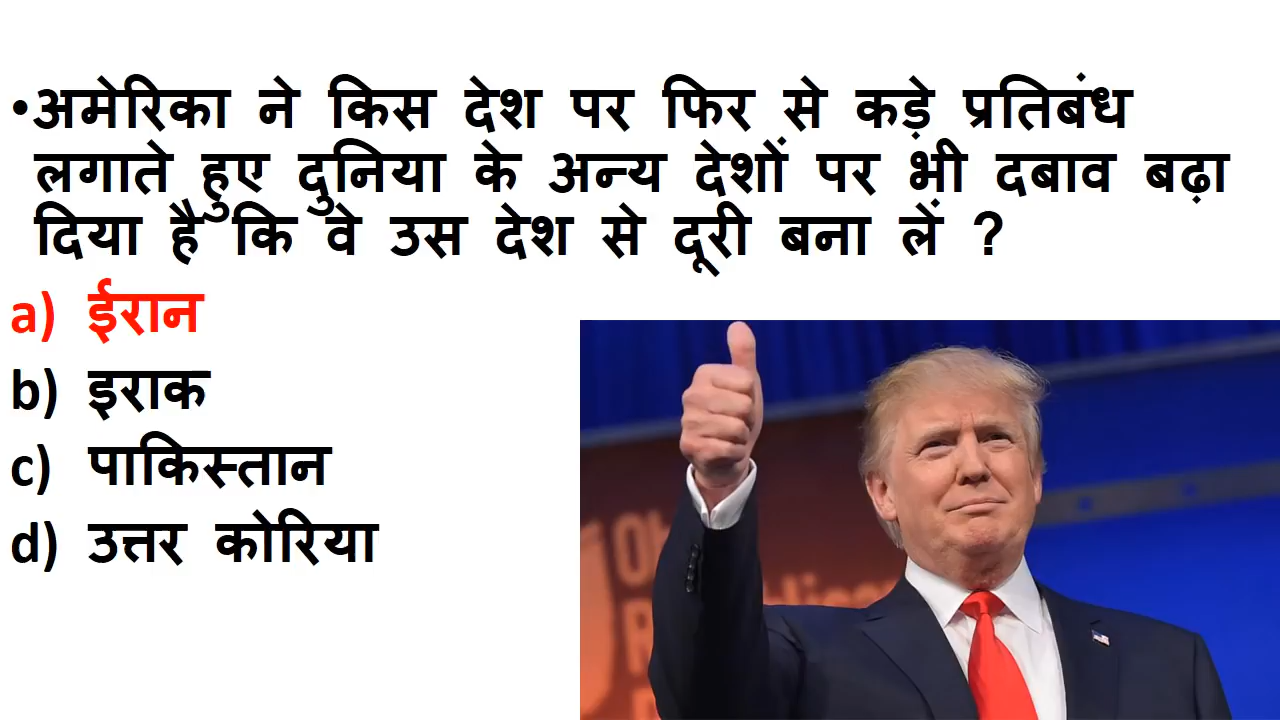 •अमेरिका ने किस देश पर फिर से कड़े प्रतिबंध
लगाते हुए दुनिया के अन्य देशों पर भी दबाव बढ़ा
दिया है कि वे उस देश से दूरी बना लें ?
a) ईरान
b) इराक
c) पाकिस्तान
d) उत्तर कोरिया